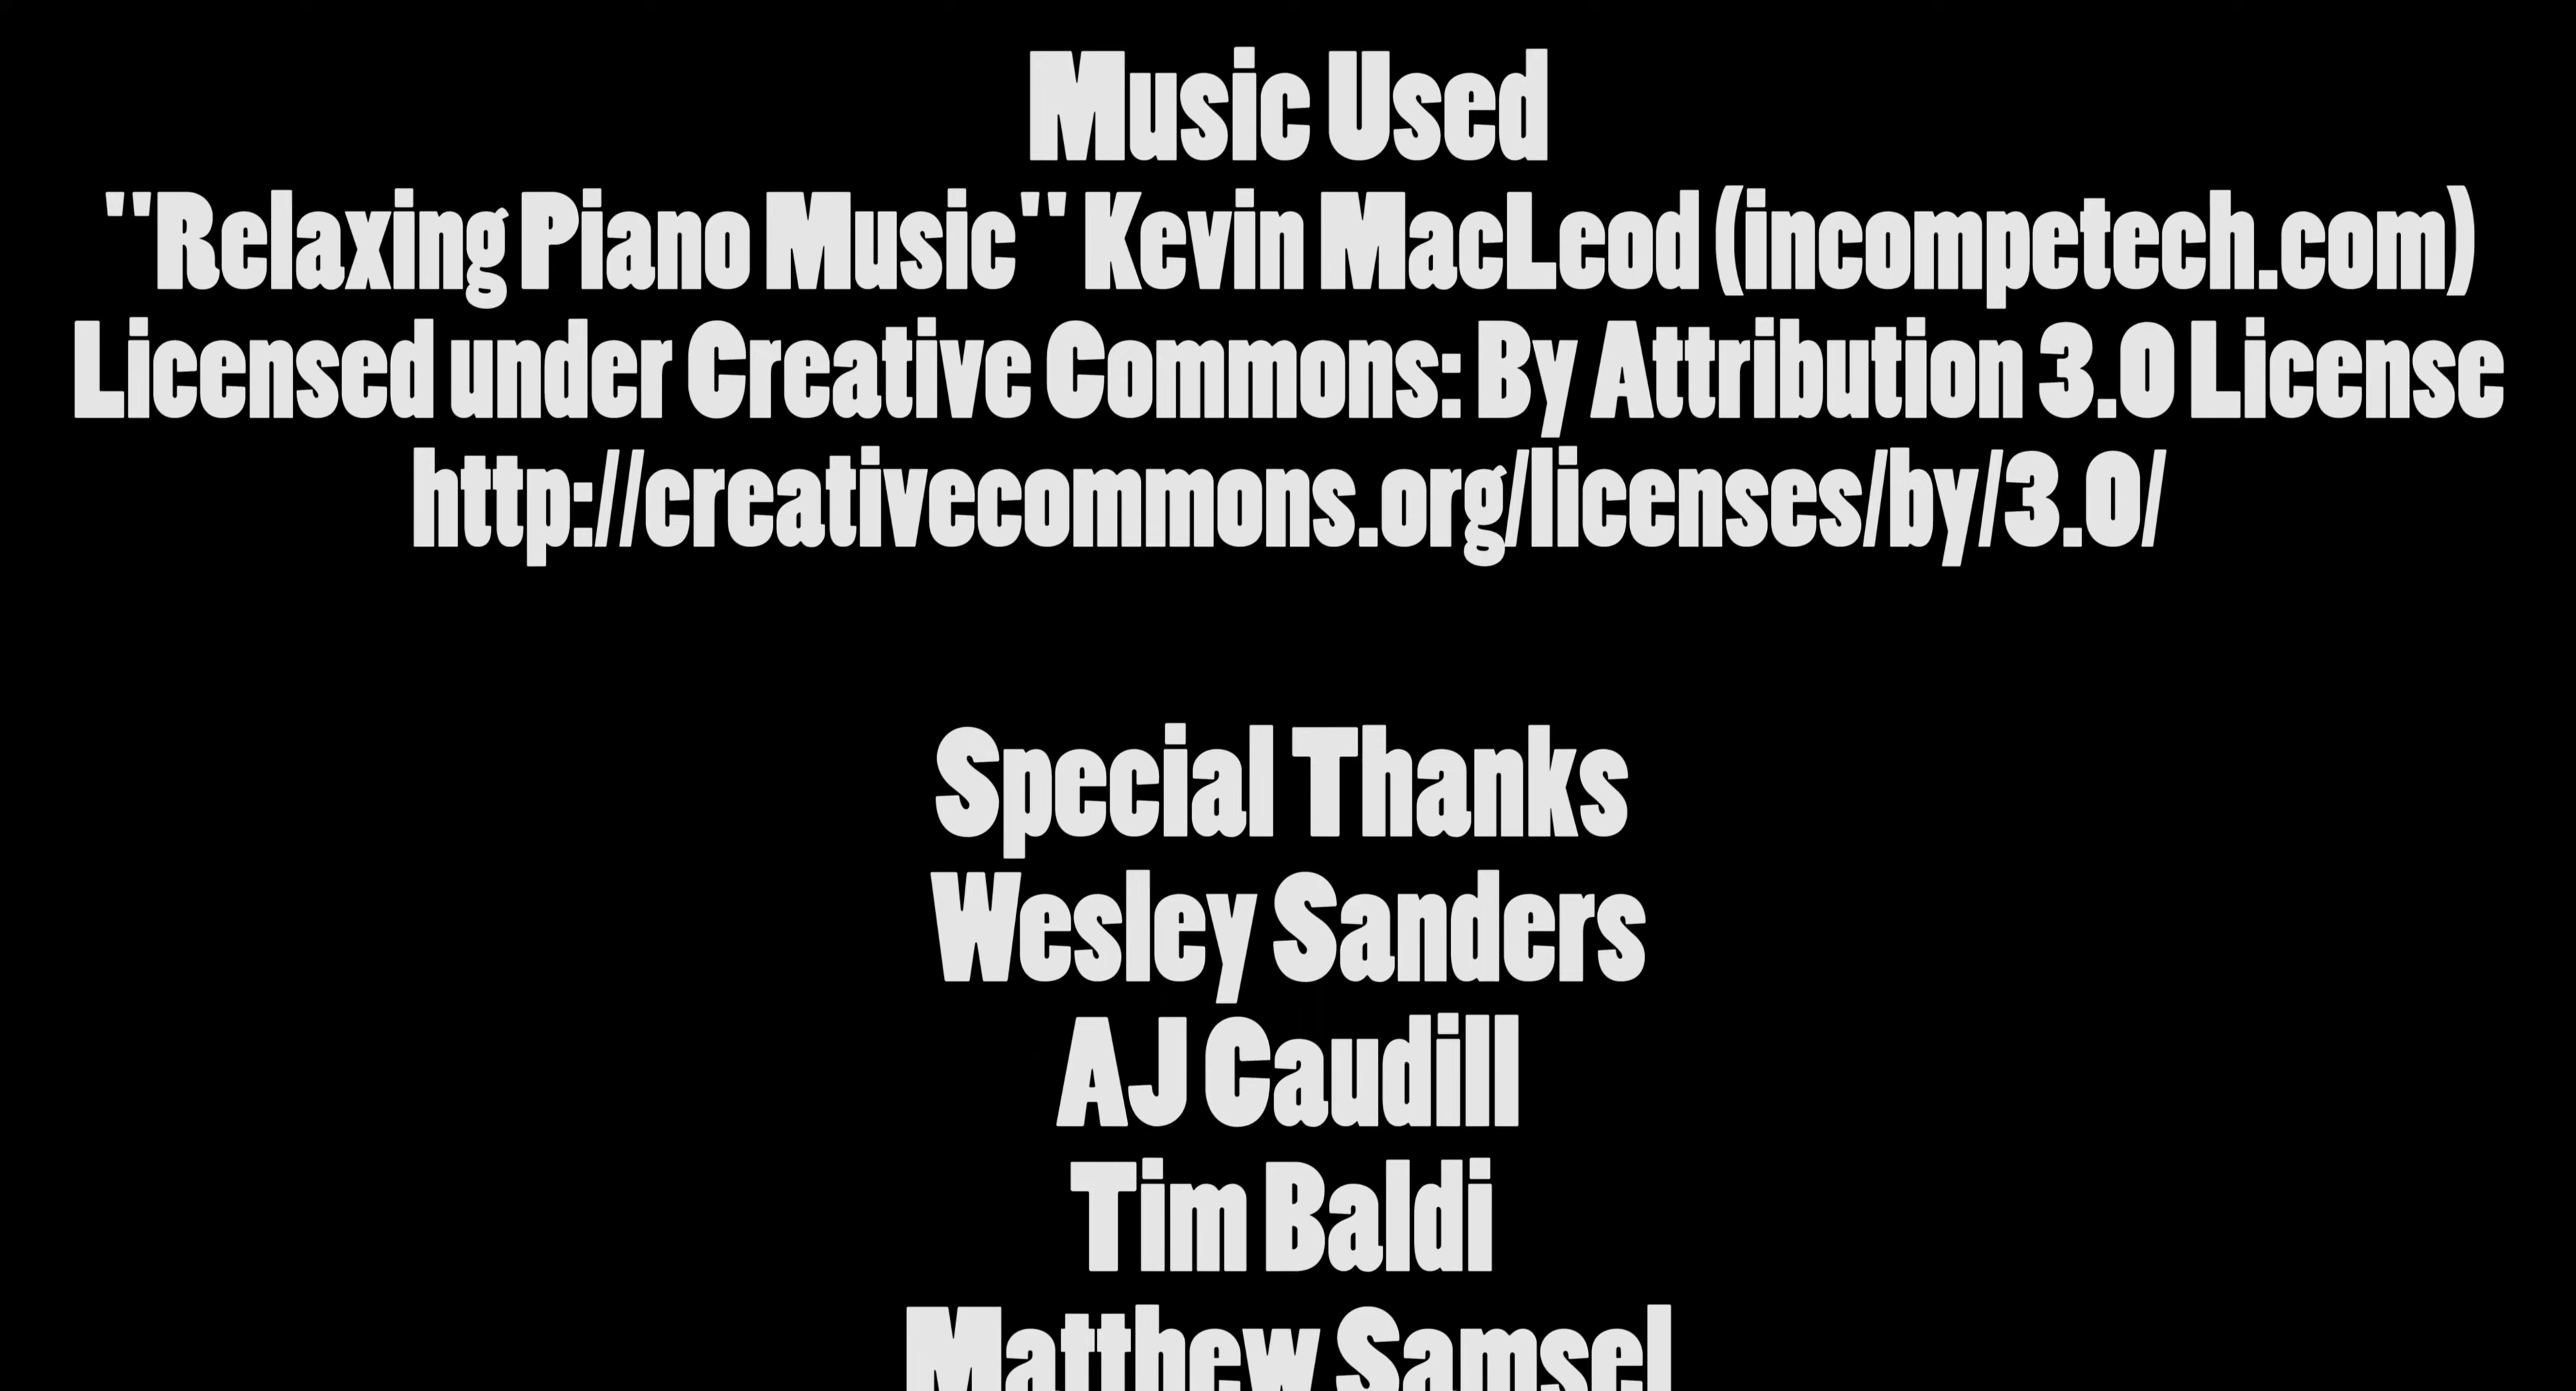 Music Used
"Relaxing Piano Music" Kevin MacLeod (incompetech.com)
Licensed under Creative Commons: By Attribution 3.0 License
http://creativecommons.org/licenses/by/3.0/
Special Thanks
Wesley Sanders
AJ Caudill
Tim Baldi
Matthew Samsel